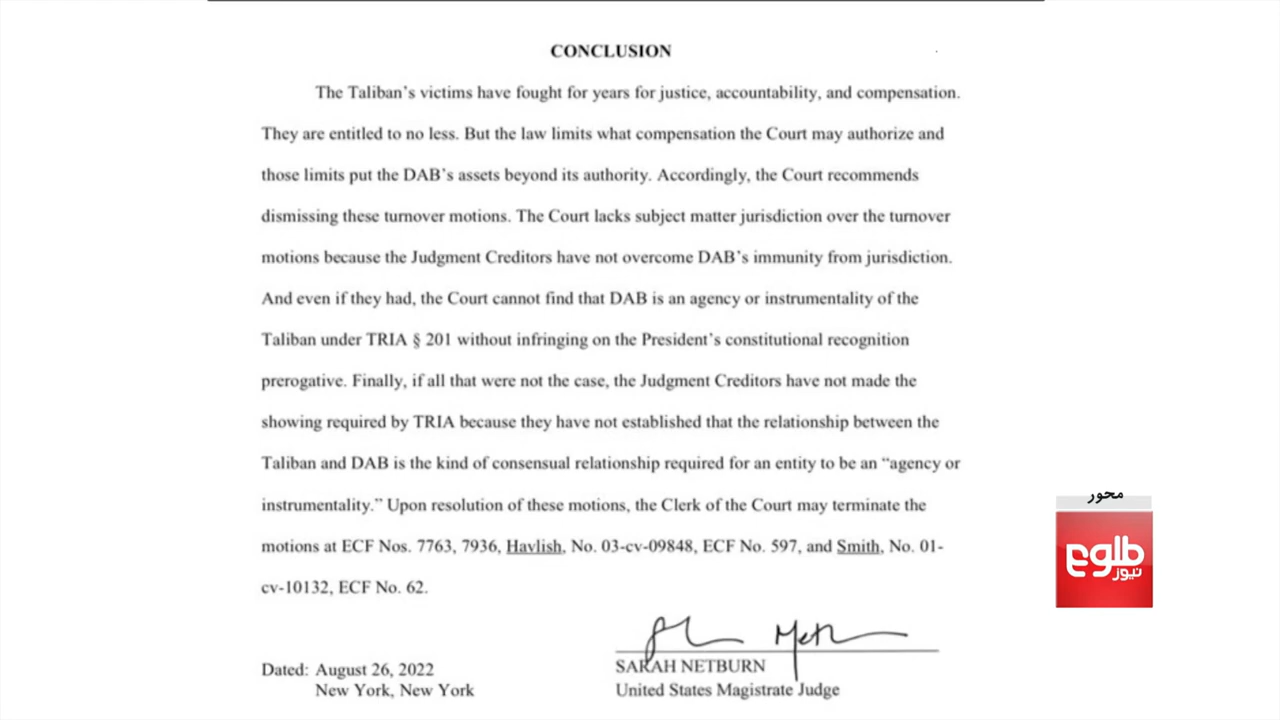 CONCLUSION
The Taliban's victims have fought for years for justice, accountability, and compensation.
They are entitled to no less. But the law limits what compensation the Court may authorize and
those limits put the DAB's assets beyond its authority. Accordingly, the Court recommends
dismissing these turnover motions. The Court lacks subject matter jurisdiction over the turnover
motions because the Judgment Creditors have not overcome DAB's immunity from jurisdiction.
And even if they had, the Court cannot find that DAB is an agency or instrumentality of the
Taliban under TRIA § 201 without infringing on the President's constitutional recognition
prerogative. Finally, if all that were not the case, the Judgment Creditors have not made the
showing required by TRIA because they have not established that the relationship between the
Taliban and DAB is the kind of consensual relationship required for an entity to be an “agency or
instrumentality.” Upon resolution of these motions, the Clerk of the Court may terminate the
motions at ECF Nos. 7763, 7936, Havlish, No. 03-cv-09848, ECF No. 597, and Smith, No. 01-
cv-10132, ECF No. 62.
SARAH NETBURN
United States Magistrate Judge
Dated: August 26, 2022
New York, New York
محور
طلوع
نیوز